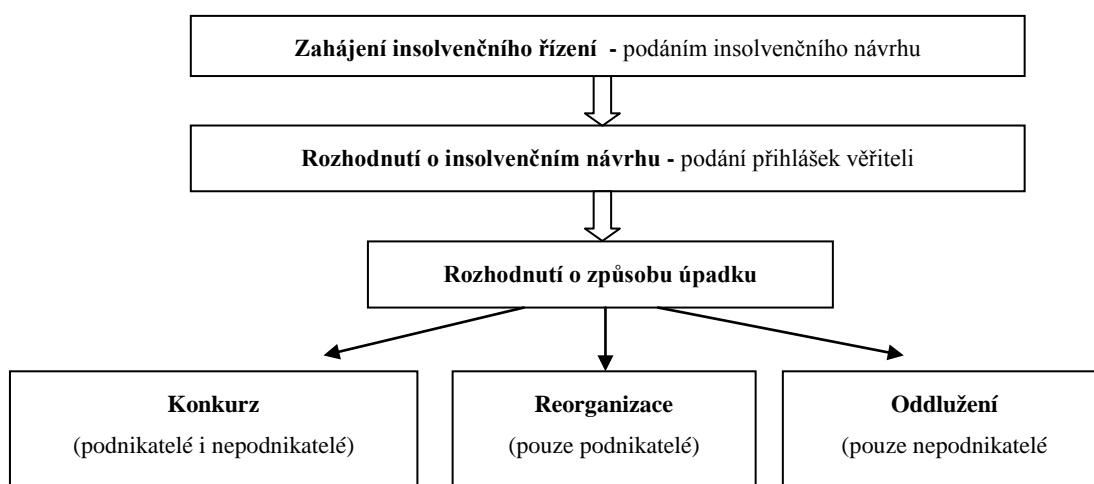 Zahájení insolvenčního řízení - podáním insolvenčního návrhu
Rozhodnutí o insolvenčním návrhu - podání přihlášek věřiteli
Rozhodnutí o způsobu úpadku
Konkurz
(podnikatelé i nepodnikatelé)
Reorganizace
(pouze podnikatelé)
Oddlužení
(pouze nepodnikatelé